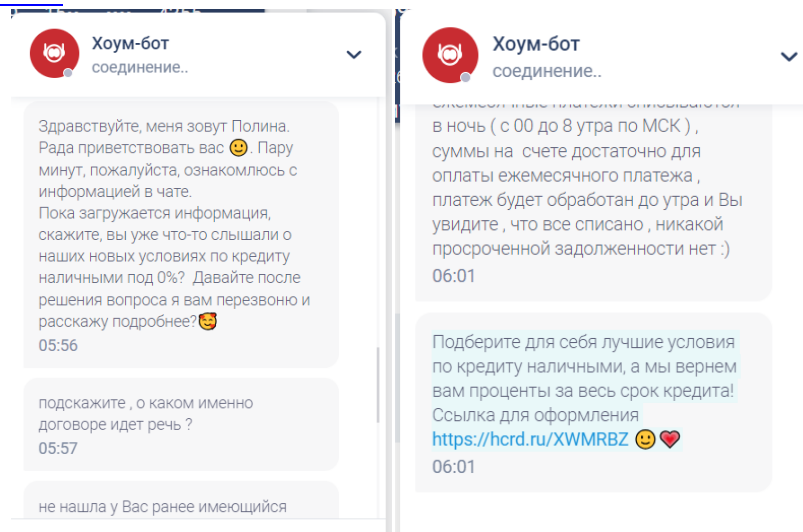 Хоум-бот
соединение..
Здравствуйте, меня зовут Полина.
Рада приветствовать вас 🙂. Пару
минут, пожалуйста, ознакомлюсь с
информацией в чате.
Пока загружается информация,
скажите, вы уже что-то слышали о
наших новых условиях по кредиту
наличными под 0%? Давайте после
решения вопроса я вам перезвоню и
расскажу подробнее?🥰
05:56
подскажите , о каком именно
договоре идет речь ?
05:57
не нашла у Вас ранее имеющийся
Хоум-бот
соединение..
ежемесячные платежи списываются
в ночь ( с 00 до 8 утра по МСК ) ,
суммы на счете достаточно для
оплаты ежемесячного платежа ,
платеж будет обработан до утра и Вы
увидите , что все списано , никакой
просроченной задолженности нет :)
06:01
Подберите для себя лучшие условия
по кредиту наличными, а мы вернем
вам проценты за весь срок кредита!
Ссылка для оформления
https://hcrd.ru/XWMRBZ 🙂💗
06:01